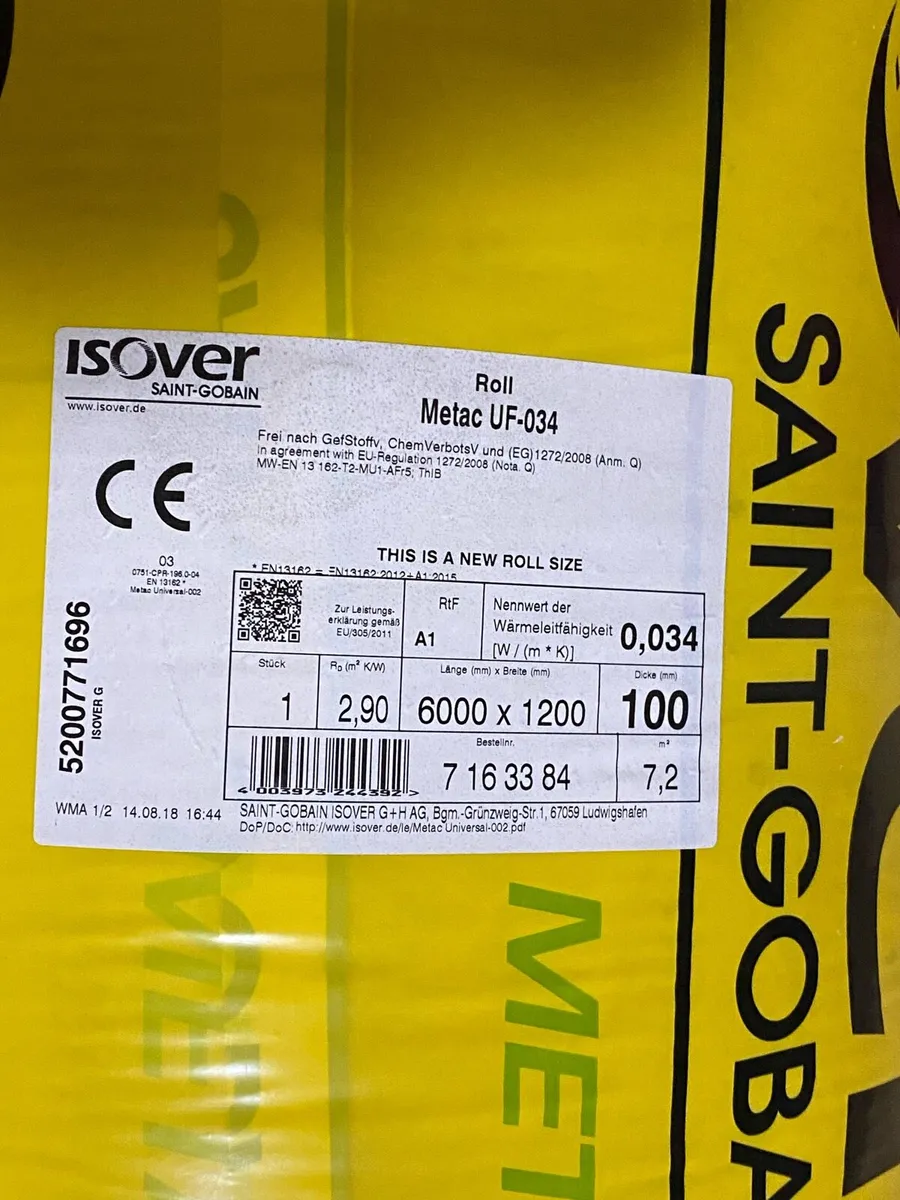 ISOVER
SAINT-GOBAIN
www.isover.de
Roll
Metac UF-034
Frei nach GefStoffv, ChemVerbotsV und (EG)1272/2008 (Anm. Q)
In agreement with EU-Regulation 1272/2008 (Nota. Q)
MW-EN 13 162-T2-MU1-AFr5; ThIB
CE
03
0751-CPR-196.0-04
EN 13162 *
Metac Universal-002
THIS IS A NEW ROLL SIZE
* EN13162 = EN13162:2012+A1:2015
Zur Leistungs-
erklärung gemäß
EU/305/2011
RtF
A1
Nennwert der
Wärmeleitfähigkeit
[W / (m * K)]
0,034
Stück
1
RD (m² K/W)
2,90
Länge (mm) x Breite (mm)
6000 x 1200
Dicke (mm)
100
Bestellnr.
7 16 33 84
m²
7,2
5200771696
ISOVER G
WMA 1/2 14.08.18 16:44
SAINT-GOBAIN ISOVER G+H AG, Bgm.-Grünzweig-Str.1, 67059 Ludwigshafen
DoP/DoC: http://www.isover.de/le/Metac Universal-002.pdf
SAINT-GOBA
MET